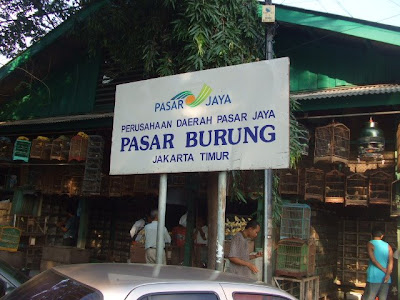 PASAR JAYA
PERUSAHAAN DAERAH PASAR JAYA
PASAR BURUNG
JAKARTA TIMUR